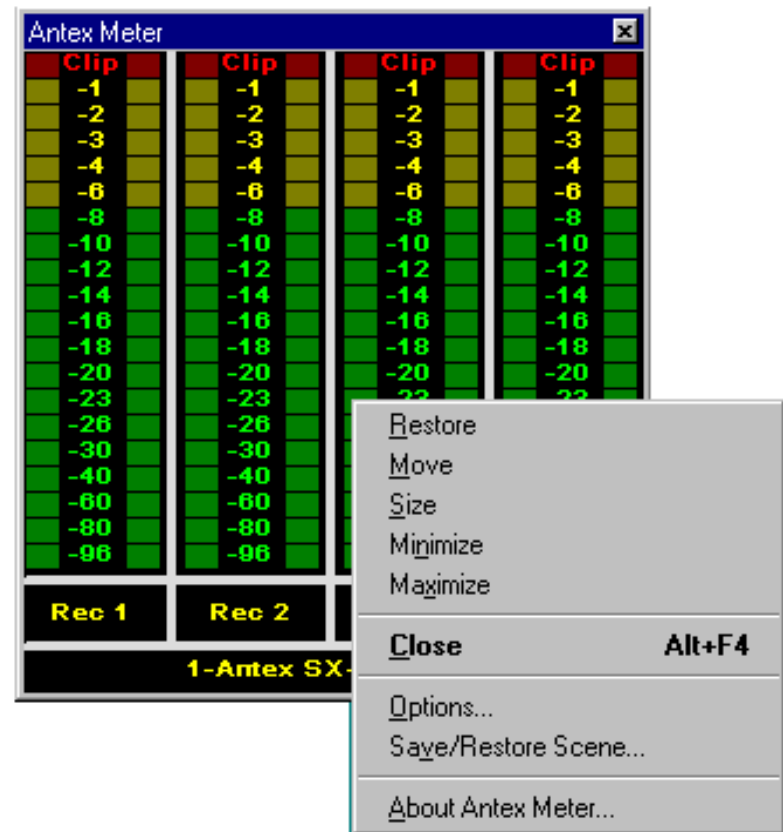 Antex Meter
Clip Clip Clip Clip
-1 -1 -1 -1
-2 -2 -2 -2
-3 -3 -3 -3
-4 -4 -4 -4
-6 -6 -6 -6
-8 -8 -8 -8
-10 -10 -10 -10
-12 -12 -12 -12
-14 -14 -14 -14
-16 -16 -16 -16
-18 -18 -18 -18
-20 -20 -20 -20
-23 -23
-26 -26
-30 -30
-40 -40
-60 -60
-80 -80
-96 -96
Rec 1 Rec 2
1-Antex SX-
Restore
Move
Size
Minimize
Maximize
Close Alt+F4
Options...
Save/Restore Scene...
About Antex Meter...